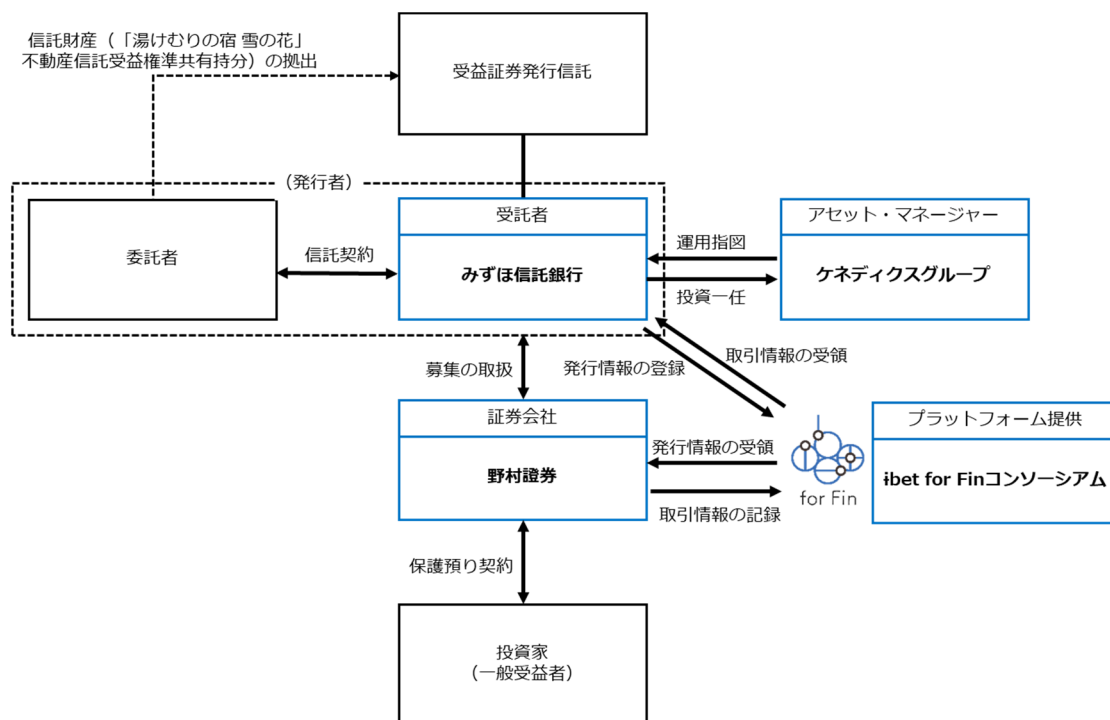 信託財産（「湯けむりの宿 雪の花」
不動産信託受益権準共有持分）の拠出
受益証券発行信託
（発行者）
委託者
信託契約
受託者
みずほ信託銀行
運用指図
投資一任
アセット・マネージャー
ケネディクスグループ
募集の取扱
発行情報の登録
取引情報の受領
証券会社
野村證券
発行情報の受領
取引情報の記録
for Fin
プラットフォーム提供
ibet for Finコンソーシアム
保護預り契約
投資家
（一般受益者）